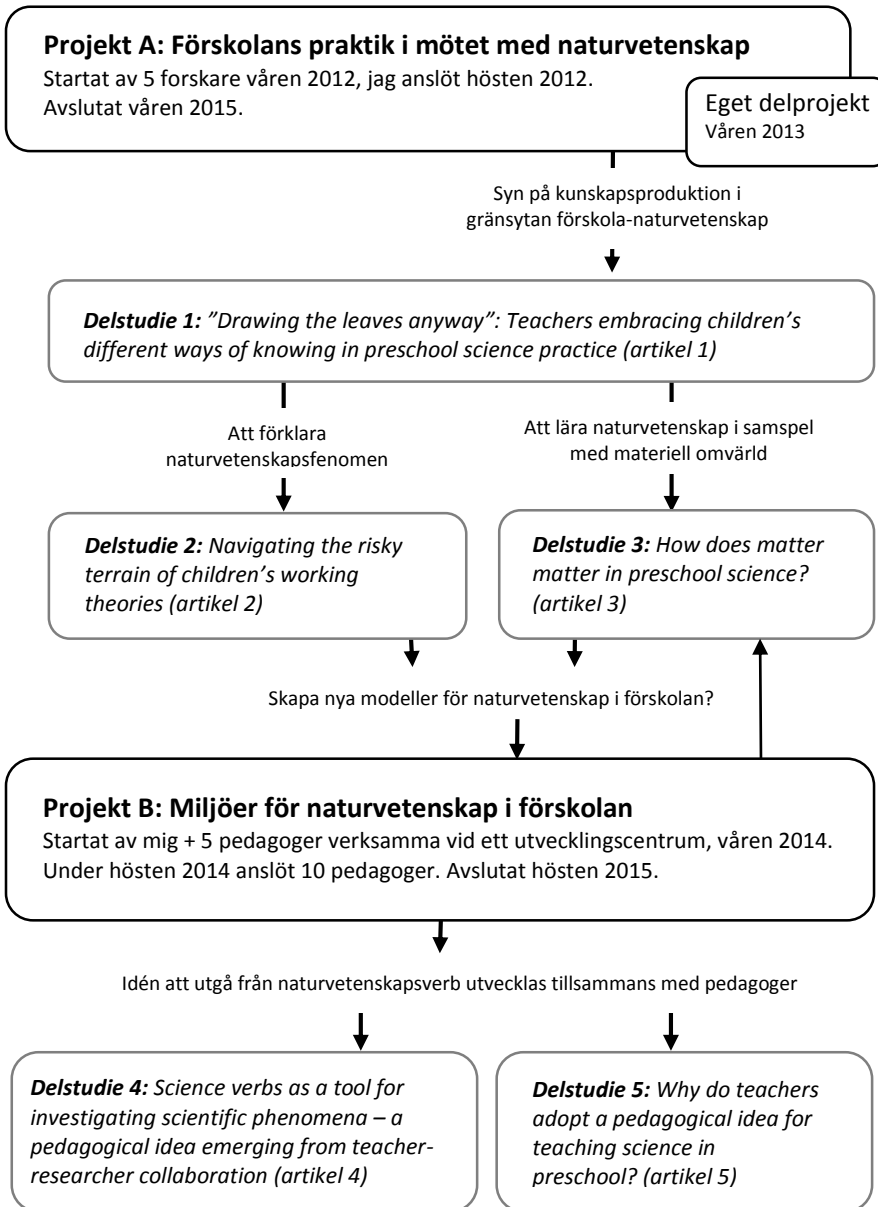 Projekt A: Förskolans praktik i mötet med naturvetenskap
Startat av 5 forskare våren 2012, jag anslöt hösten 2012.
Avslutat våren 2015.
Eget delprojekt
Våren 2013
Syn på kunskapsproduktion i
gränsytan förskola-naturvetenskap
Delstudie 1: ”Drawing the leaves anyway”: Teachers embracing children’s
different ways of knowing in preschool science practice (artikel 1)
Att förklara
naturvetenskapsfenomen
Att lära naturvetenskap i samspel
med materiell omvärld
Delstudie 2: Navigating the risky
terrain of children’s working
theories (artikel 2)
Delstudie 3: How does matter
matter in preschool science?
(artikel 3)
Skapa nya modeller för naturvetenskap i förskolan?
Projekt B: Miljöer för naturvetenskap i förskolan
Startat av mig + 5 pedagoger verksamma vid ett utvecklingscentrum, våren 2014.
Under hösten 2014 anslöt 10 pedagoger. Avslutat hösten 2015.
Idén att utgå från naturvetenskapsverb utvecklas tillsammans med pedagoger
Delstudie 4: Science verbs as a tool for
investigating scientific phenomena – a
pedagogical idea emerging from teacher-
researcher collaboration (artikel 4)
Delstudie 5: Why do teachers
adopt a pedagogical idea for
teaching science in
preschool? (artikel 5)